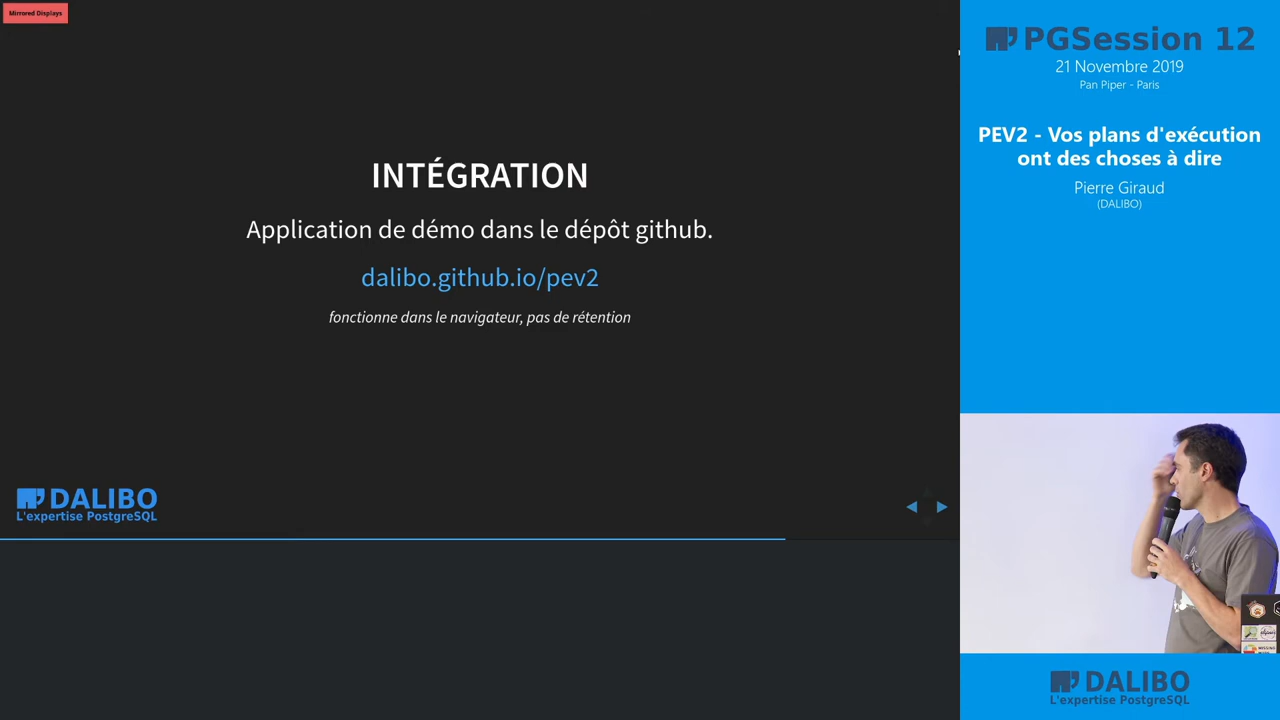 Mirrored Displays
INTÉGRATION
Application de démo dans le dépôt github.
dalibo.github.io/pev2
fonctionne dans le navigateur, pas de rétention
DALIBO
L'expertise PostgreSQL
PGSession 12
21 Novembre 2019
Pan Piper - Paris
PEV2 - Vos plans d'exécution
ont des choses à dire
Pierre Giraud
(DALIBO)
DALIBO
L'expertise PostgreSQL